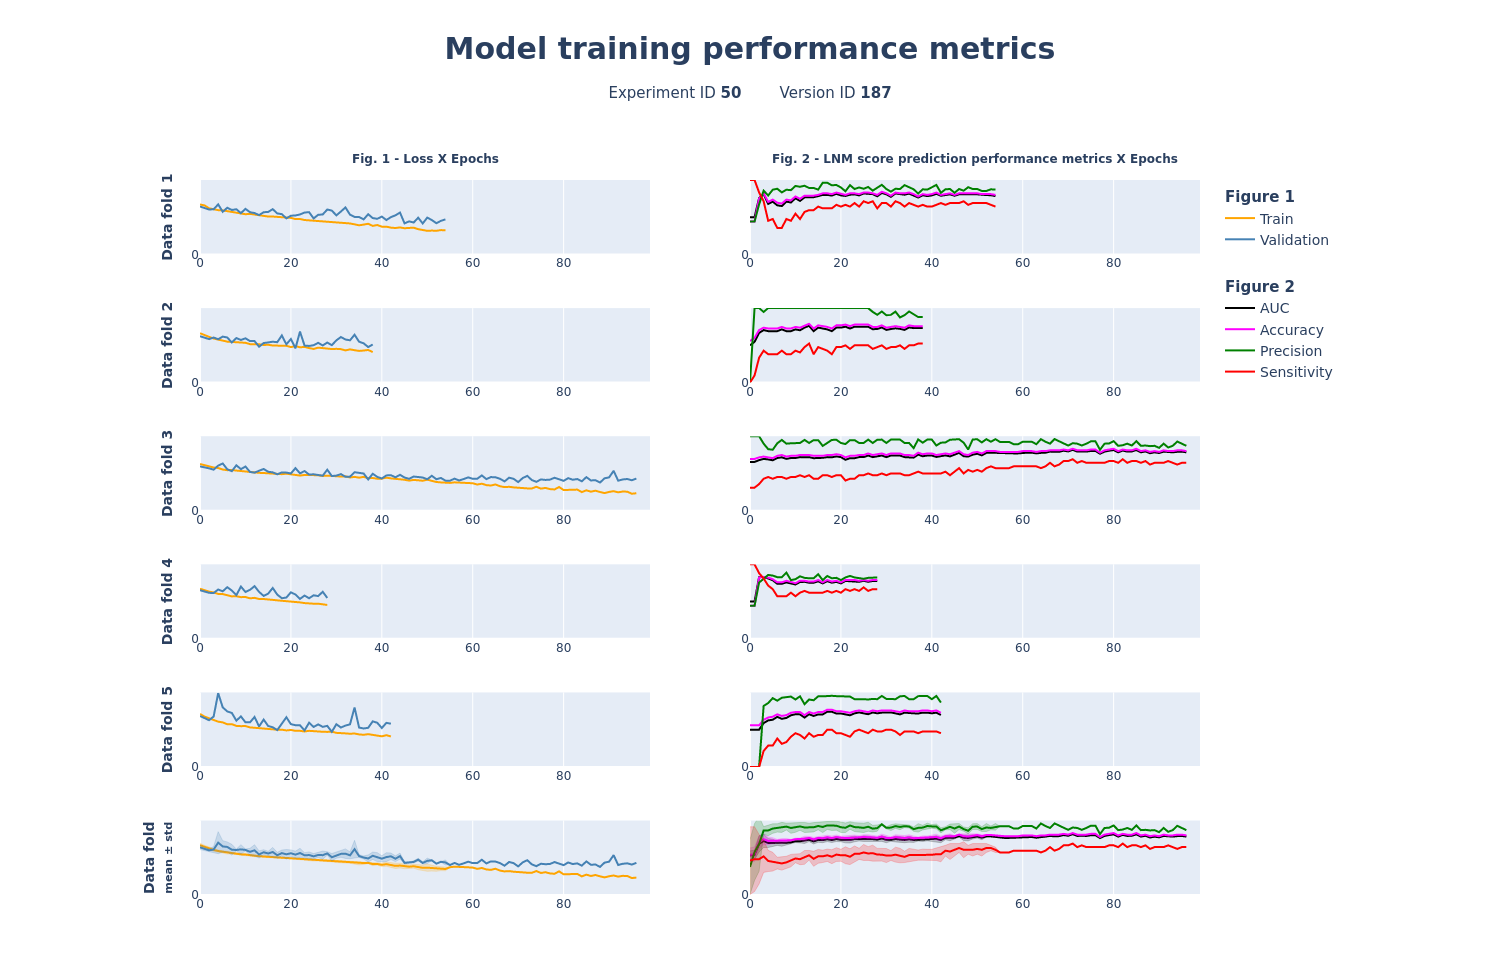 Model training performance metrics
Experiment ID 50 Version ID 187
Fig. 1 - Loss X Epochs
Fig. 2 - LNM score prediction performance metrics X Epochs
Data fold 1
0
0 20 40 60 80
0
0 20 40 60 80
Figure 1
Train
Validation
Figure 2
AUC
Accuracy
Precision
Sensitivity
Data fold 2
0
0 20 40 60 80
0
0 20 40 60 80
Data fold 3
0
0 20 40 60 80
0
0 20 40 60 80
Data fold 4
0
0 20 40 60 80
0
0 20 40 60 80
Data fold 5
0
0 20 40 60 80
0
0 20 40 60 80
Data fold
mean ± std
0
0 20 40 60 80
0
0 20 40 60 80